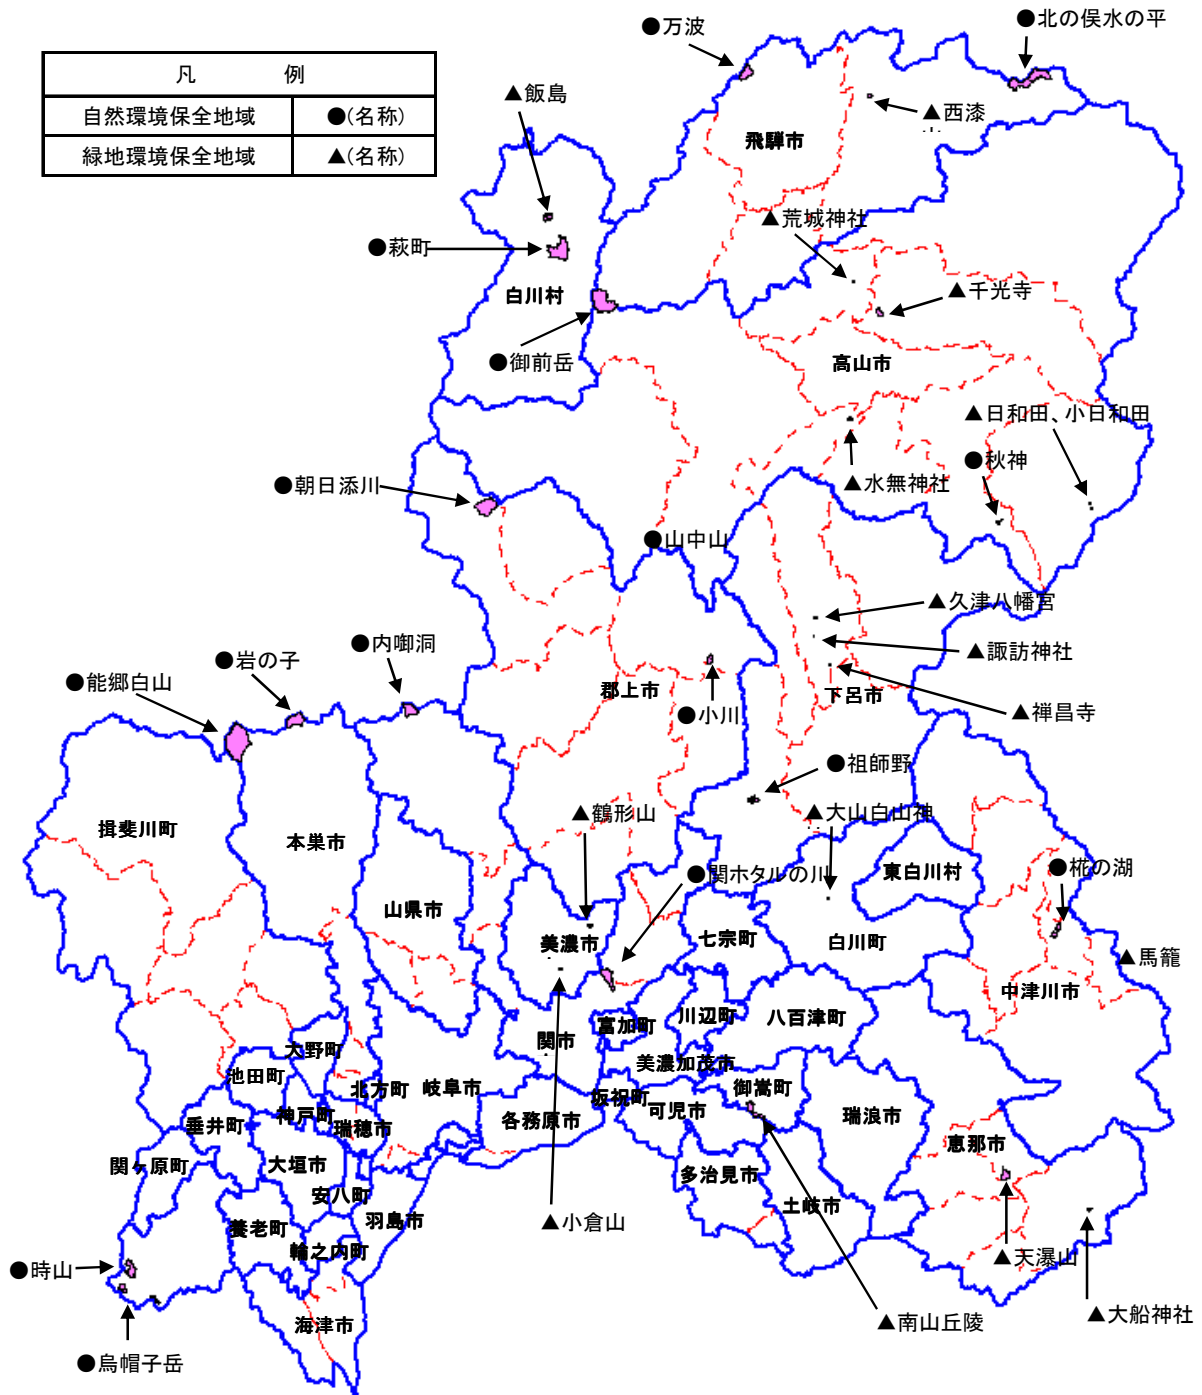 凡　　　例
自然環境保全地域 ●(名称)
緑地環境保全地域 ▲(名称)
●万波
●北の俣水の平
▲飯島
▲西漆
飛騨市
▲荒城神社
●萩町
白川村
▲千光寺
●御前岳
高山市
▲日和田、小日和田
●秋神
▲水無神社
●朝日添川
●山中山
▲久津八幡宮
▲諏訪神社
●内啣洞
●岩の子
●能郷白山
郡上市
下呂市
●小川
▲禅昌寺
●祖師野
▲鶴形山
▲大山白山神
揖斐川町
本巣市
●関ホタルの川
東白川村
●椛の湖
山県市
美濃市
七宗町
白川町
▲馬籠
中津川市
富加町
川辺町
八百津町
関市
大野町
美濃加茂市
池田町
北方町
岐阜市
坂祝町
御嵩町
神戸町
可児市
瑞浪市
垂井町
瑞穂市
各務原市
恵那市
関ヶ原町
大垣市
多治見市
安八町
土岐市
養老町
羽島市
▲小倉山
輪之内町
▲天瀑山
●時山
海津市
▲南山丘陵
▲大船神社
●烏帽子岳